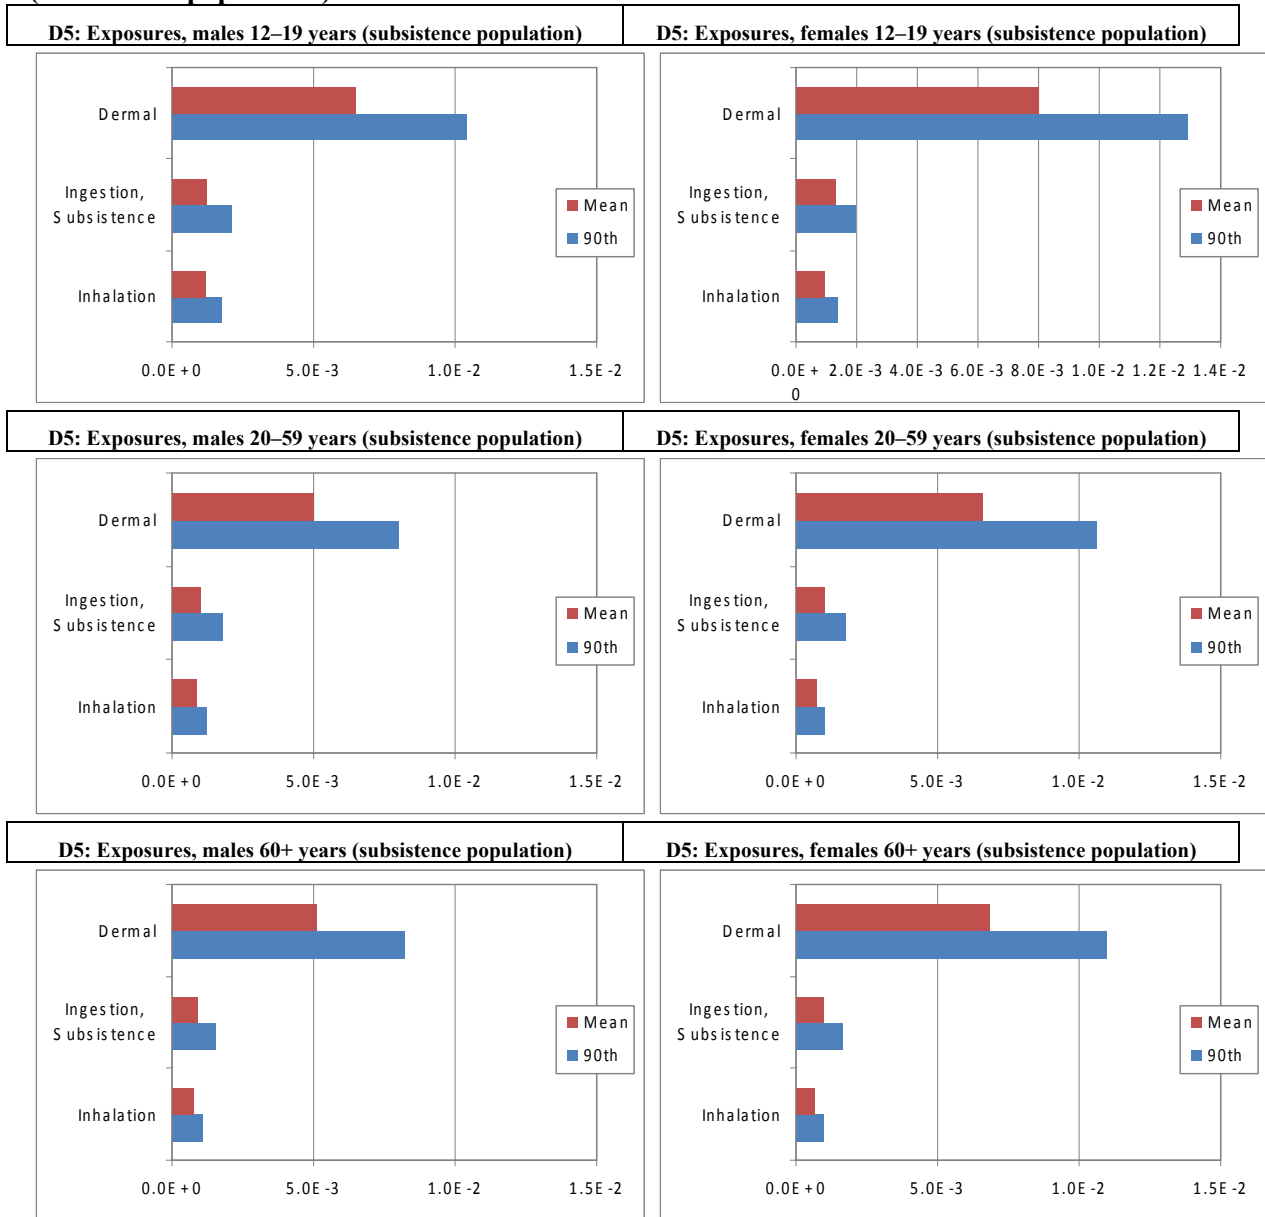 D5: Exposures, males 12–19 years (subsistence population)
D5: Exposures, females 12–19 years (subsistence population)
Dermal
Ingestion,
Subsistence
Inhalation
Mean
90th
0.0E+0 5.0E-3 1.0E-2 1.5E-2
Dermal
Ingestion,
Subsistence
Inhalation
Mean
90th
0.0E+ 2.0E-3 4.0E-3 6.0E-3 8.0E-3 1.0E-2 1.2E-2 1.4E-2
0
D5: Exposures, males 20–59 years (subsistence population)
D5: Exposures, females 20–59 years (subsistence population)
Dermal
Ingestion,
Subsistence
Inhalation
Mean
90th
0.0E+0 5.0E-3 1.0E-2 1.5E-2
Dermal
Ingestion,
Subsistence
Inhalation
Mean
90th
0.0E+0 5.0E-3 1.0E-2 1.5E-2
D5: Exposures, males 60+ years (subsistence population)
D5: Exposures, females 60+ years (subsistence population)
Dermal
Ingestion,
Subsistence
Inhalation
Mean
90th
0.0E+0 5.0E-3 1.0E-2 1.5E-2
Dermal
Ingestion,
Subsistence
Inhalation
Mean
90th
0.0E+0 5.0E-3 1.0E-2 1.5E-2